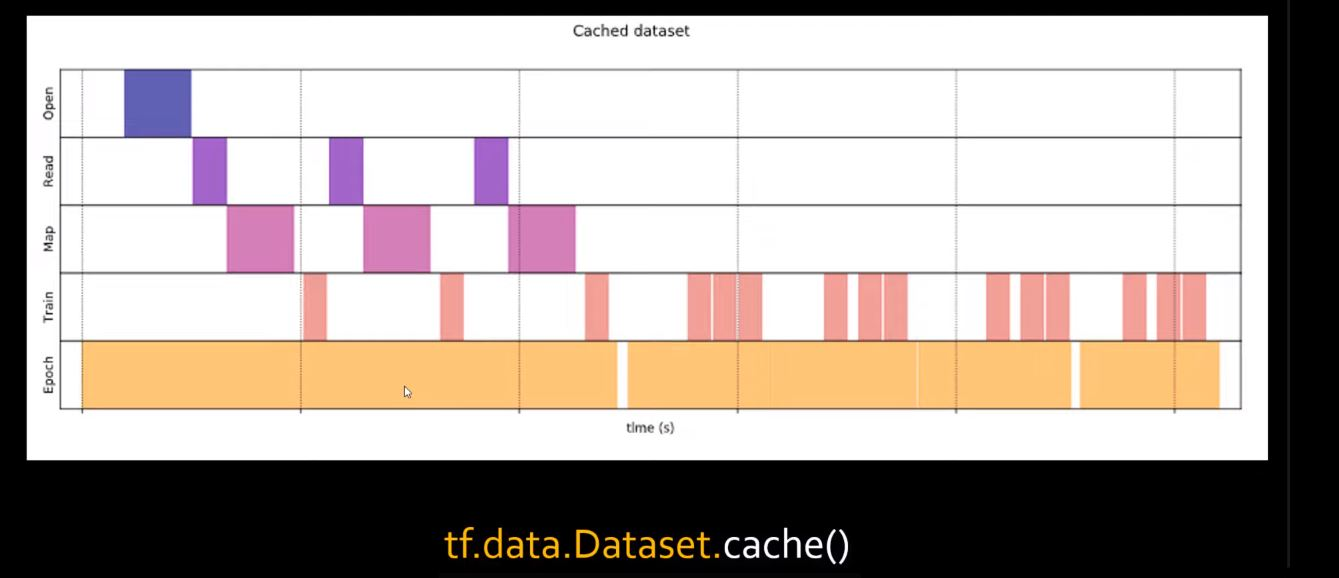 Cached dataset
Open
Read
Map
Train
Epoch
time (s)
tf.data.Dataset.cache()